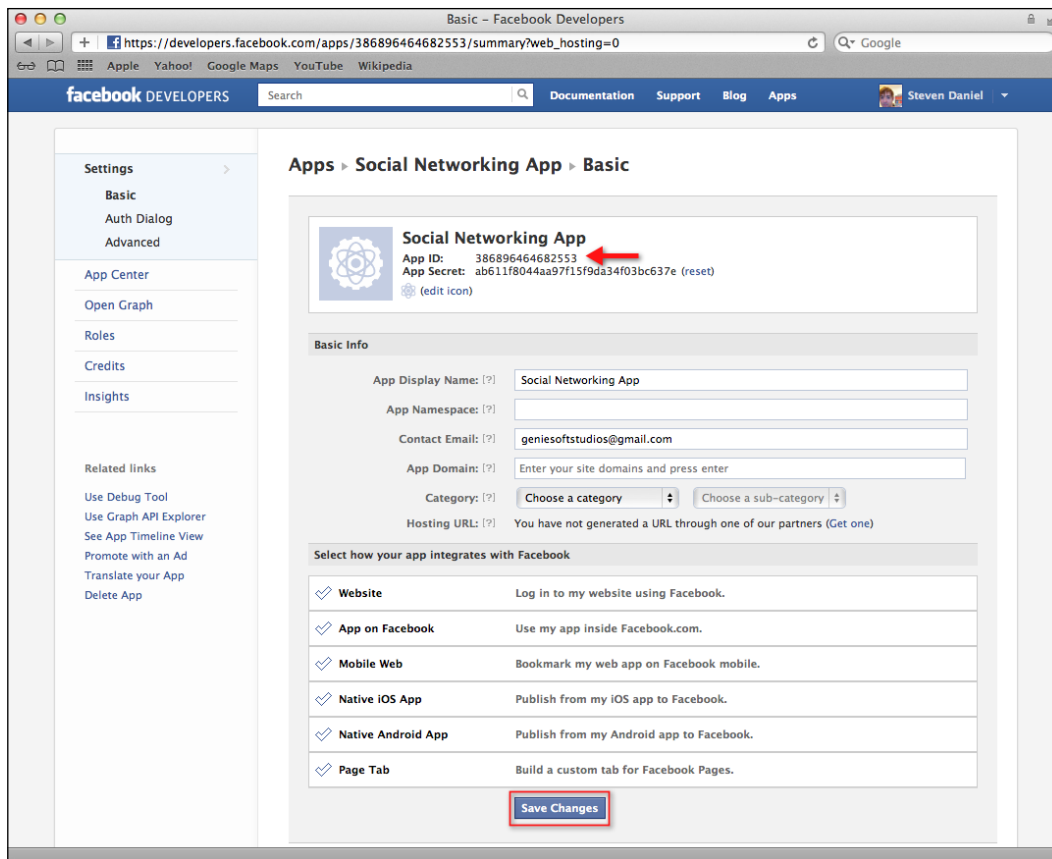 Basic – Facebook Developers
https://developers.facebook.com/apps/386896464682553/summary?web_hosting=0
Google
Apple Yahoo! Google Maps YouTube Wikipedia
facebook DEVELOPERS
Search
Documentation Support Blog Apps
Steven Daniel
Settings
Basic
Auth Dialog
Advanced
App Center
Open Graph
Roles
Credits
Insights
Related links
Use Debug Tool
Use Graph API Explorer
See App Timeline View
Promote with an Ad
Translate your App
Delete App
Apps ▸ Social Networking App ▸ Basic
Social Networking App
App ID: 386896464682553
App Secret: ab611f8044aa97f15f9da34f03bc637e (reset)
(edit icon)
Basic Info
App Display Name: [?] Social Networking App
App Namespace: [?]
Contact Email: [?] geniesoftstudios@gmail.com
App Domain: [?] Enter your site domains and press enter
Category: [?] Choose a category Choose a sub-category
Hosting URL: [?] You have not generated a URL through one of our partners (Get one)
Select how your app integrates with Facebook
Website Log in to my website using Facebook.
App on Facebook Use my app inside Facebook.com.
Mobile Web Bookmark my web app on Facebook mobile.
Native iOS App Publish from my iOS app to Facebook.
Native Android App Publish from my Android app to Facebook.
Page Tab Build a custom tab for Facebook Pages.
Save Changes